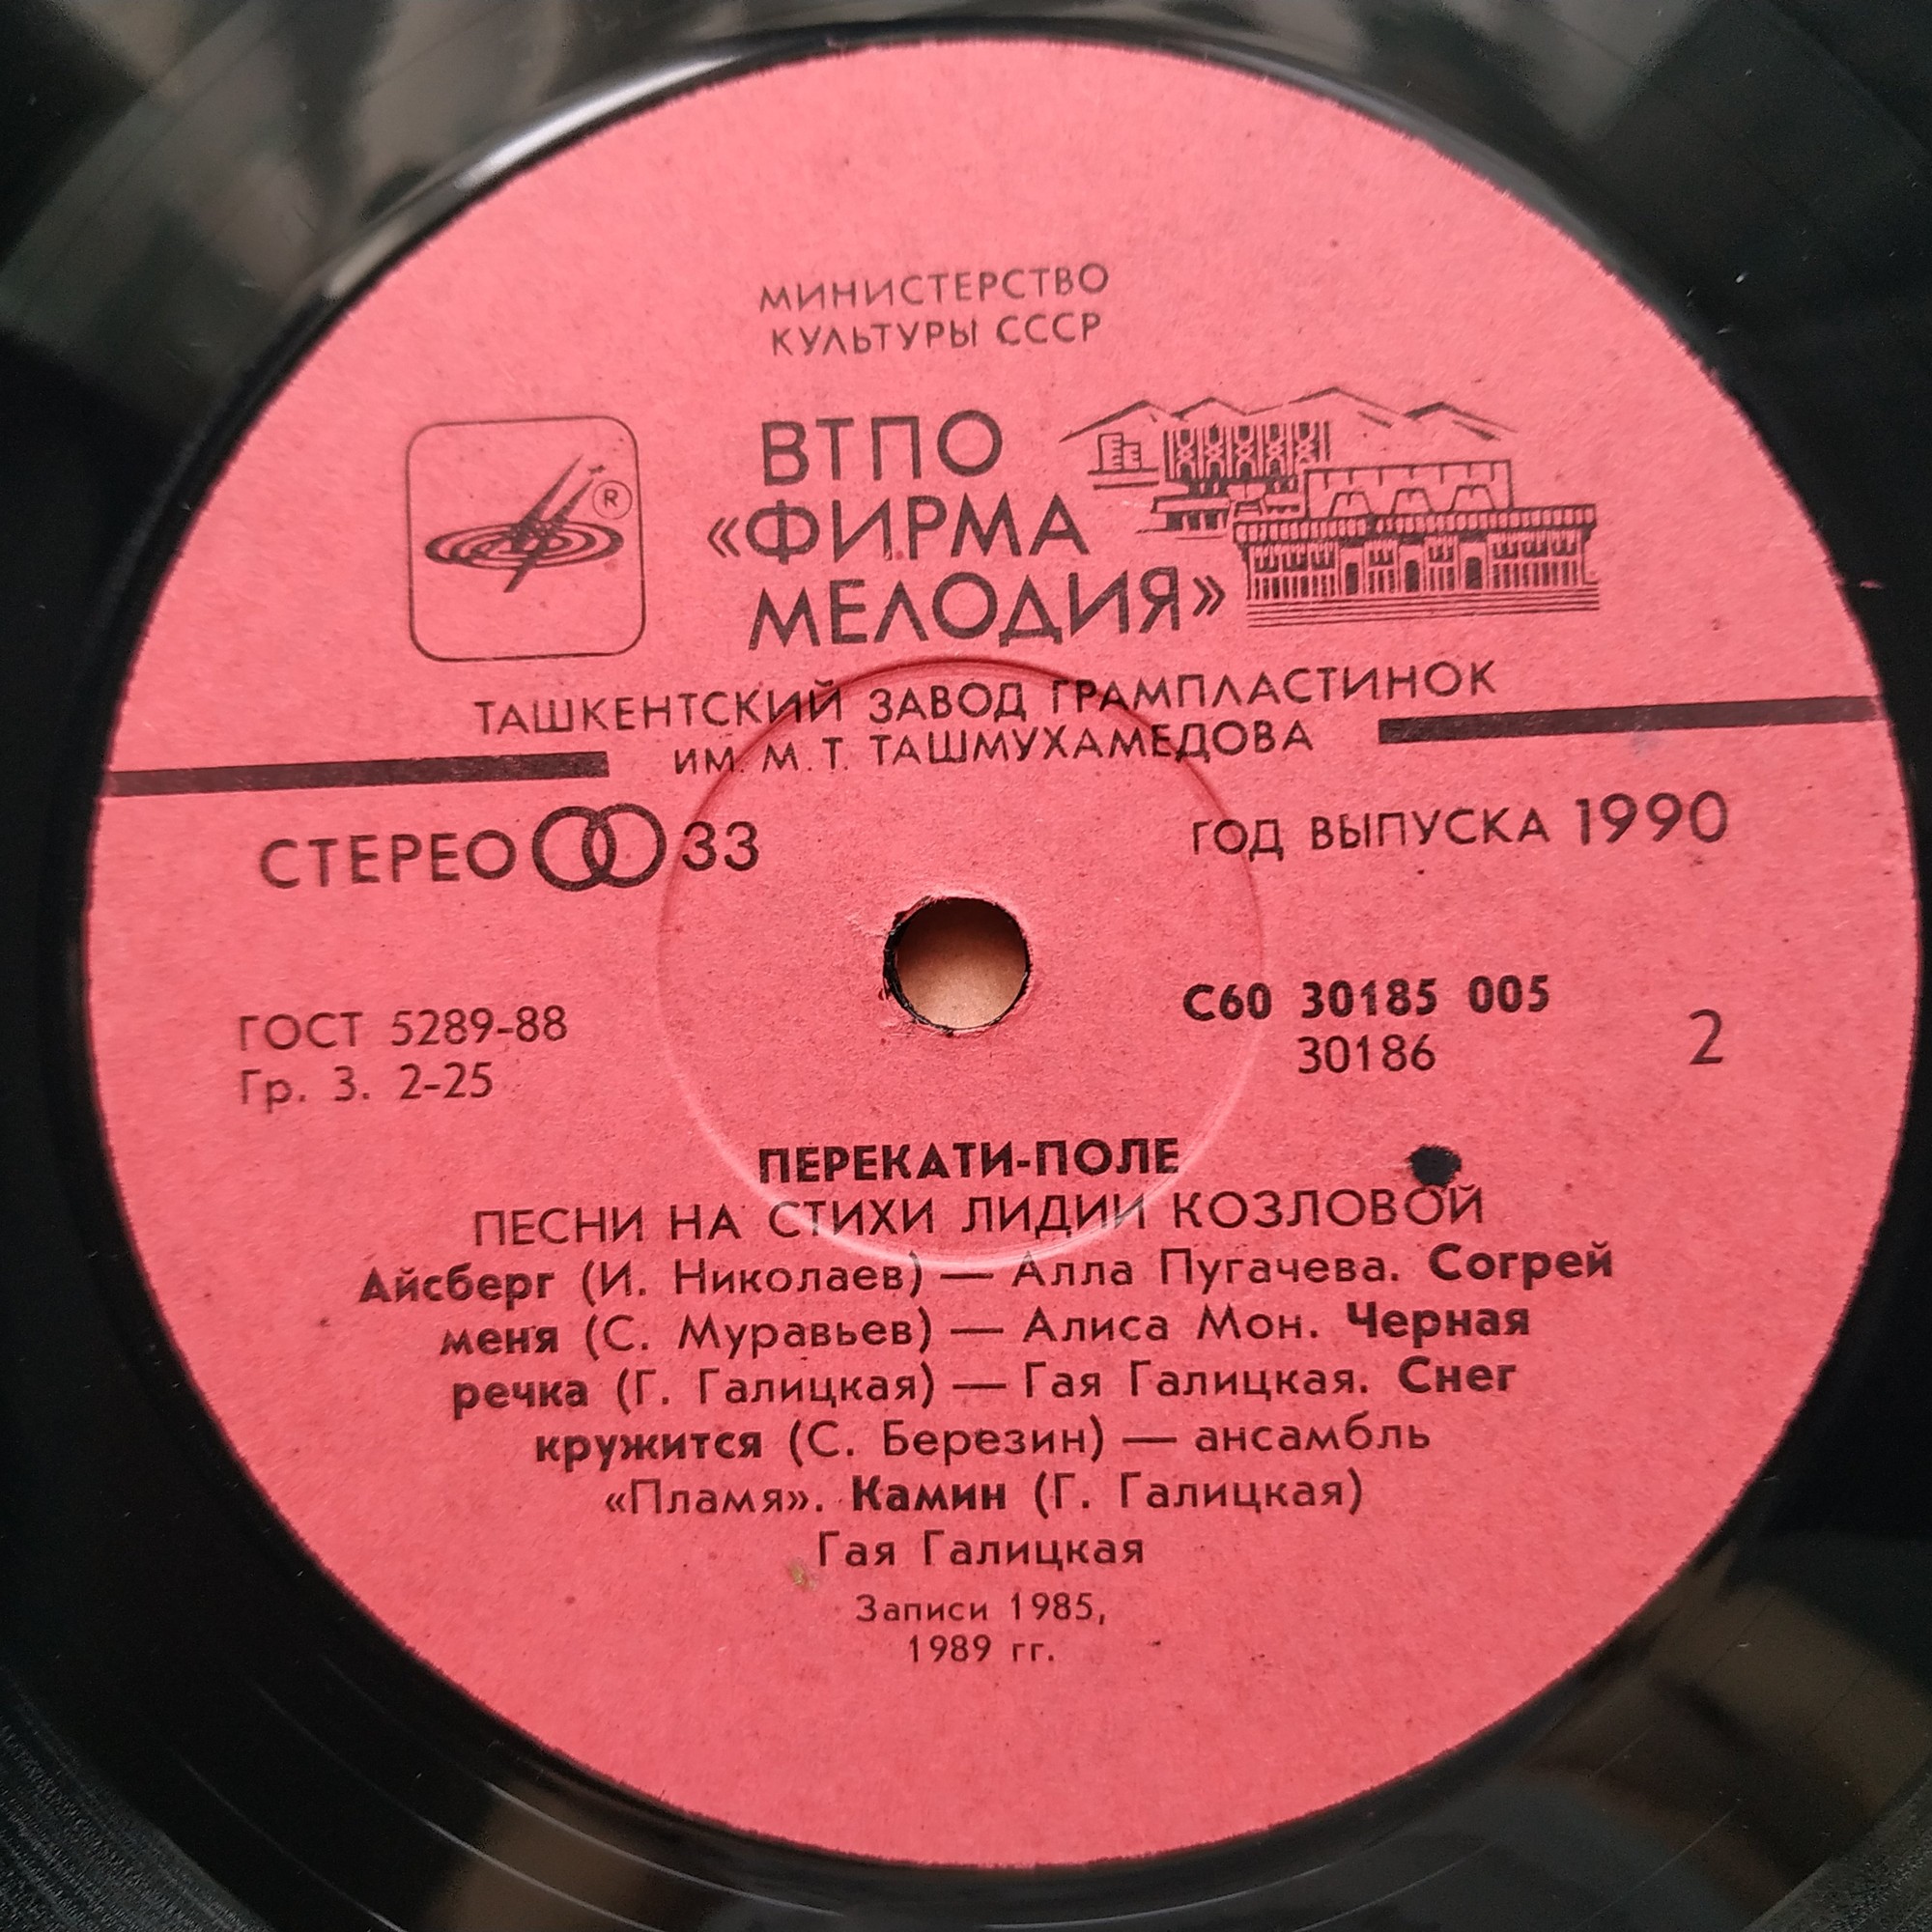 МИНИСТЕРСТВО
КУЛЬТУРЫ СССР
ВТПО
«ФИРМА
МЕЛОДИЯ»
®
ТАШКЕНТСКИЙ ЗАВОД ГРАМПЛАСТИНОК
ИМ. М. Т. ТАШМУХАМЕДОВА
СТЕРЕО 33
ГОД ВЫПУСКА 1990
ГОСТ 5289-88
Гр. 3. 2-25
С60 30185 005
30186
2
ПЕРЕКАТИ-ПОЛЕ
ПЕСНИ НА СТИХИ ЛИДИИ КОЗЛОВОЙ
Айсберг (И. Николаев) — Алла Пугачева. Согрей
меня (С. Муравьев) — Алиса Мон. Черная
речка (Г. Галицкая) — Гая Галицкая. Снег
кружится (С. Березин) — ансамбль
«Пламя». Камин (Г. Галицкая)
Гая Галицкая
Записи 1985,
1989 гг.